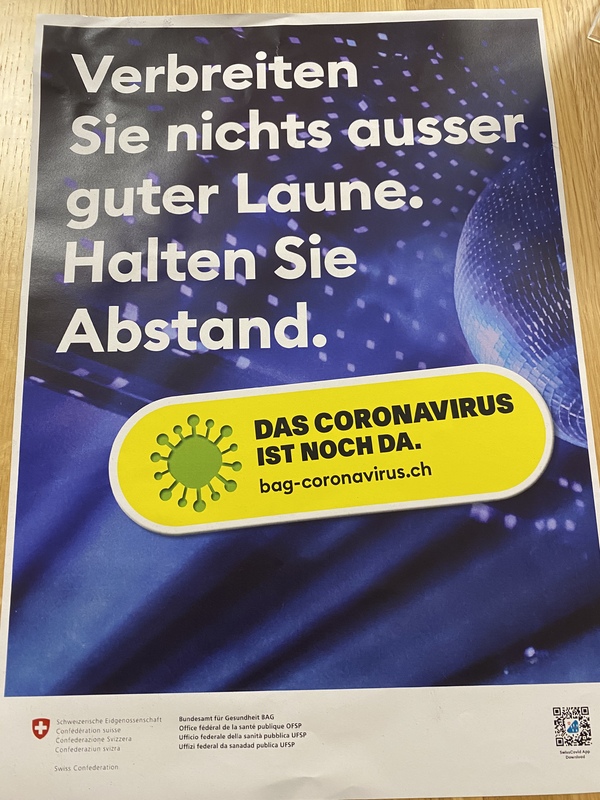 Verbreiten
Sie nichts ausser
guter Laune.
Halten Sie
Abstand.
DAS CORONAVIRUS
IST NOCH DA.
bag-coronavirus.ch
Schweizerische Eidgenossenschaft
Confédération suisse
Confederazione Svizzera
Confederaziun svizra
Swiss Confederation
Bundesamt für Gesundheit BAG
Office fédéral de la santé publique OFSP
Ufficio federale della sanità pubblica UFSP
Uffizi federal da sanadad publica UFSP
SwissCovid App
Download